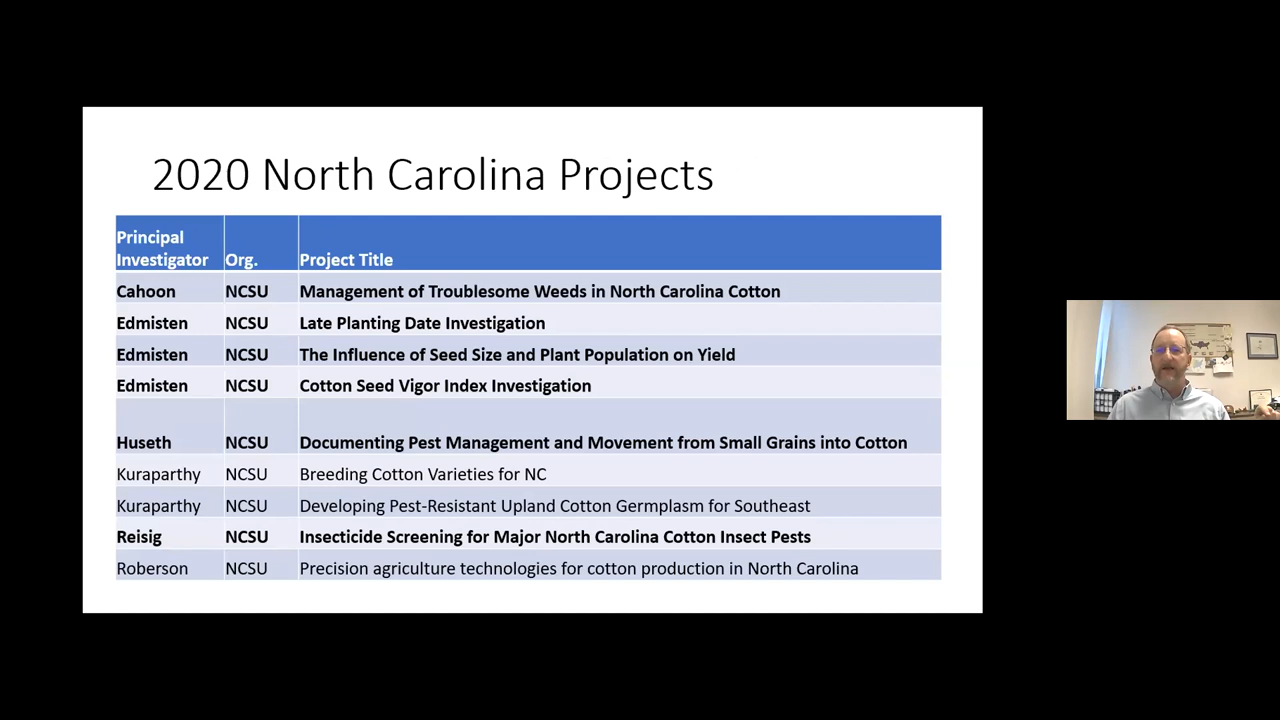 2020 North Carolina Projects
Principal Investigator Org. Project Title
Cahoon NCSU Management of Troublesome Weeds in North Carolina Cotton
Edmisten NCSU Late Planting Date Investigation
Edmisten NCSU The Influence of Seed Size and Plant Population on Yield
Edmisten NCSU Cotton Seed Vigor Index Investigation
Huseth NCSU Documenting Pest Management and Movement from Small Grains into Cotton
Kuraparthy NCSU Breeding Cotton Varieties for NC
Kuraparthy NCSU Developing Pest-Resistant Upland Cotton Germplasm for Southeast
Reisig NCSU Insecticide Screening for Major North Carolina Cotton Insect Pests
Roberson NCSU Precision agriculture technologies for cotton production in North Carolina